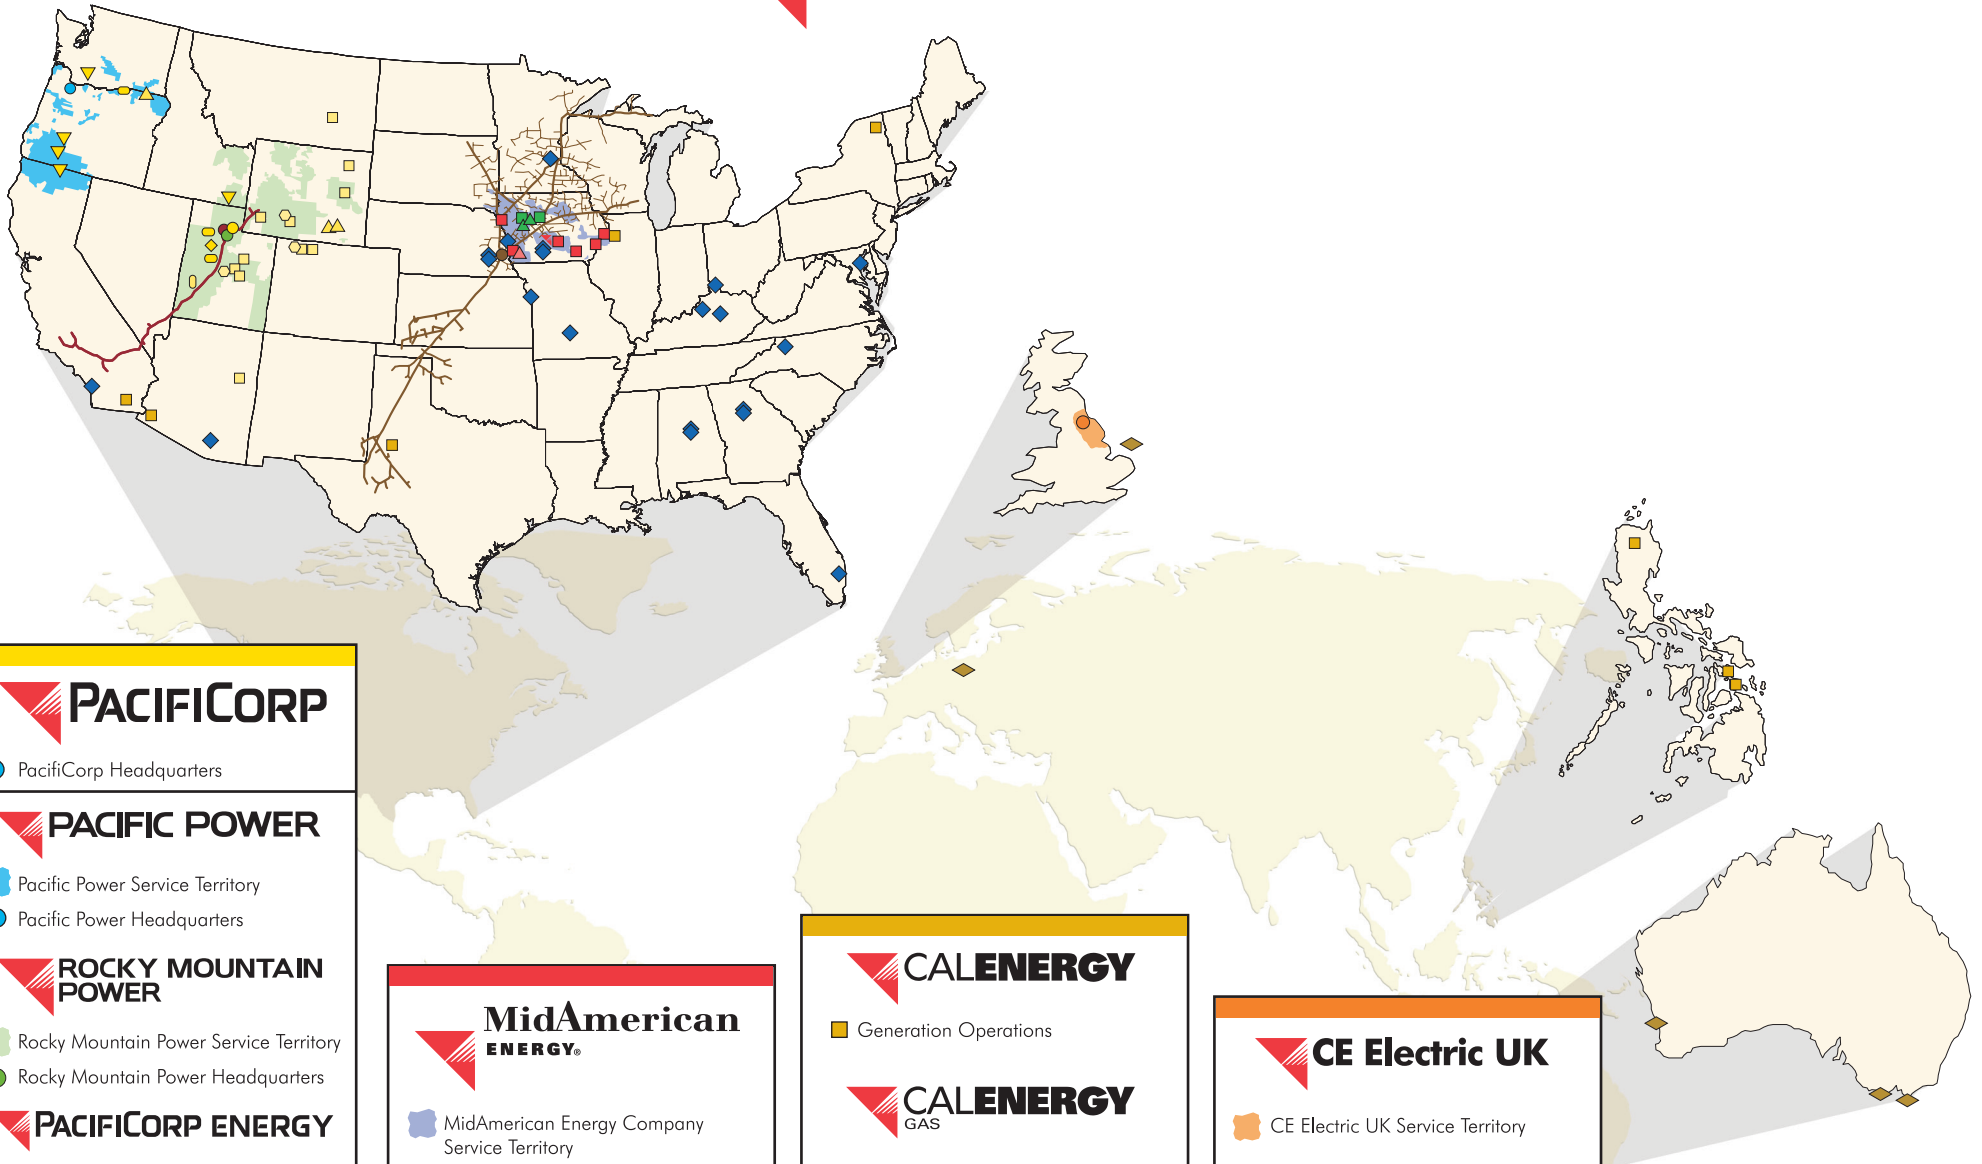 PACIFICORP
PacifiCorp Headquarters
PACIFIC POWER
Pacific Power Service Territory
Pacific Power Headquarters
ROCKY MOUNTAIN
POWER
Rocky Mountain Power Service Territory
Rocky Mountain Power Headquarters
PACIFICORP ENERGY
MidAmerican
ENERGY®
MidAmerican Energy Company
Service Territory
CALENERGY
Generation Operations
CALENERGY
GAS
CE Electric UK
CE Electric UK Service Territory